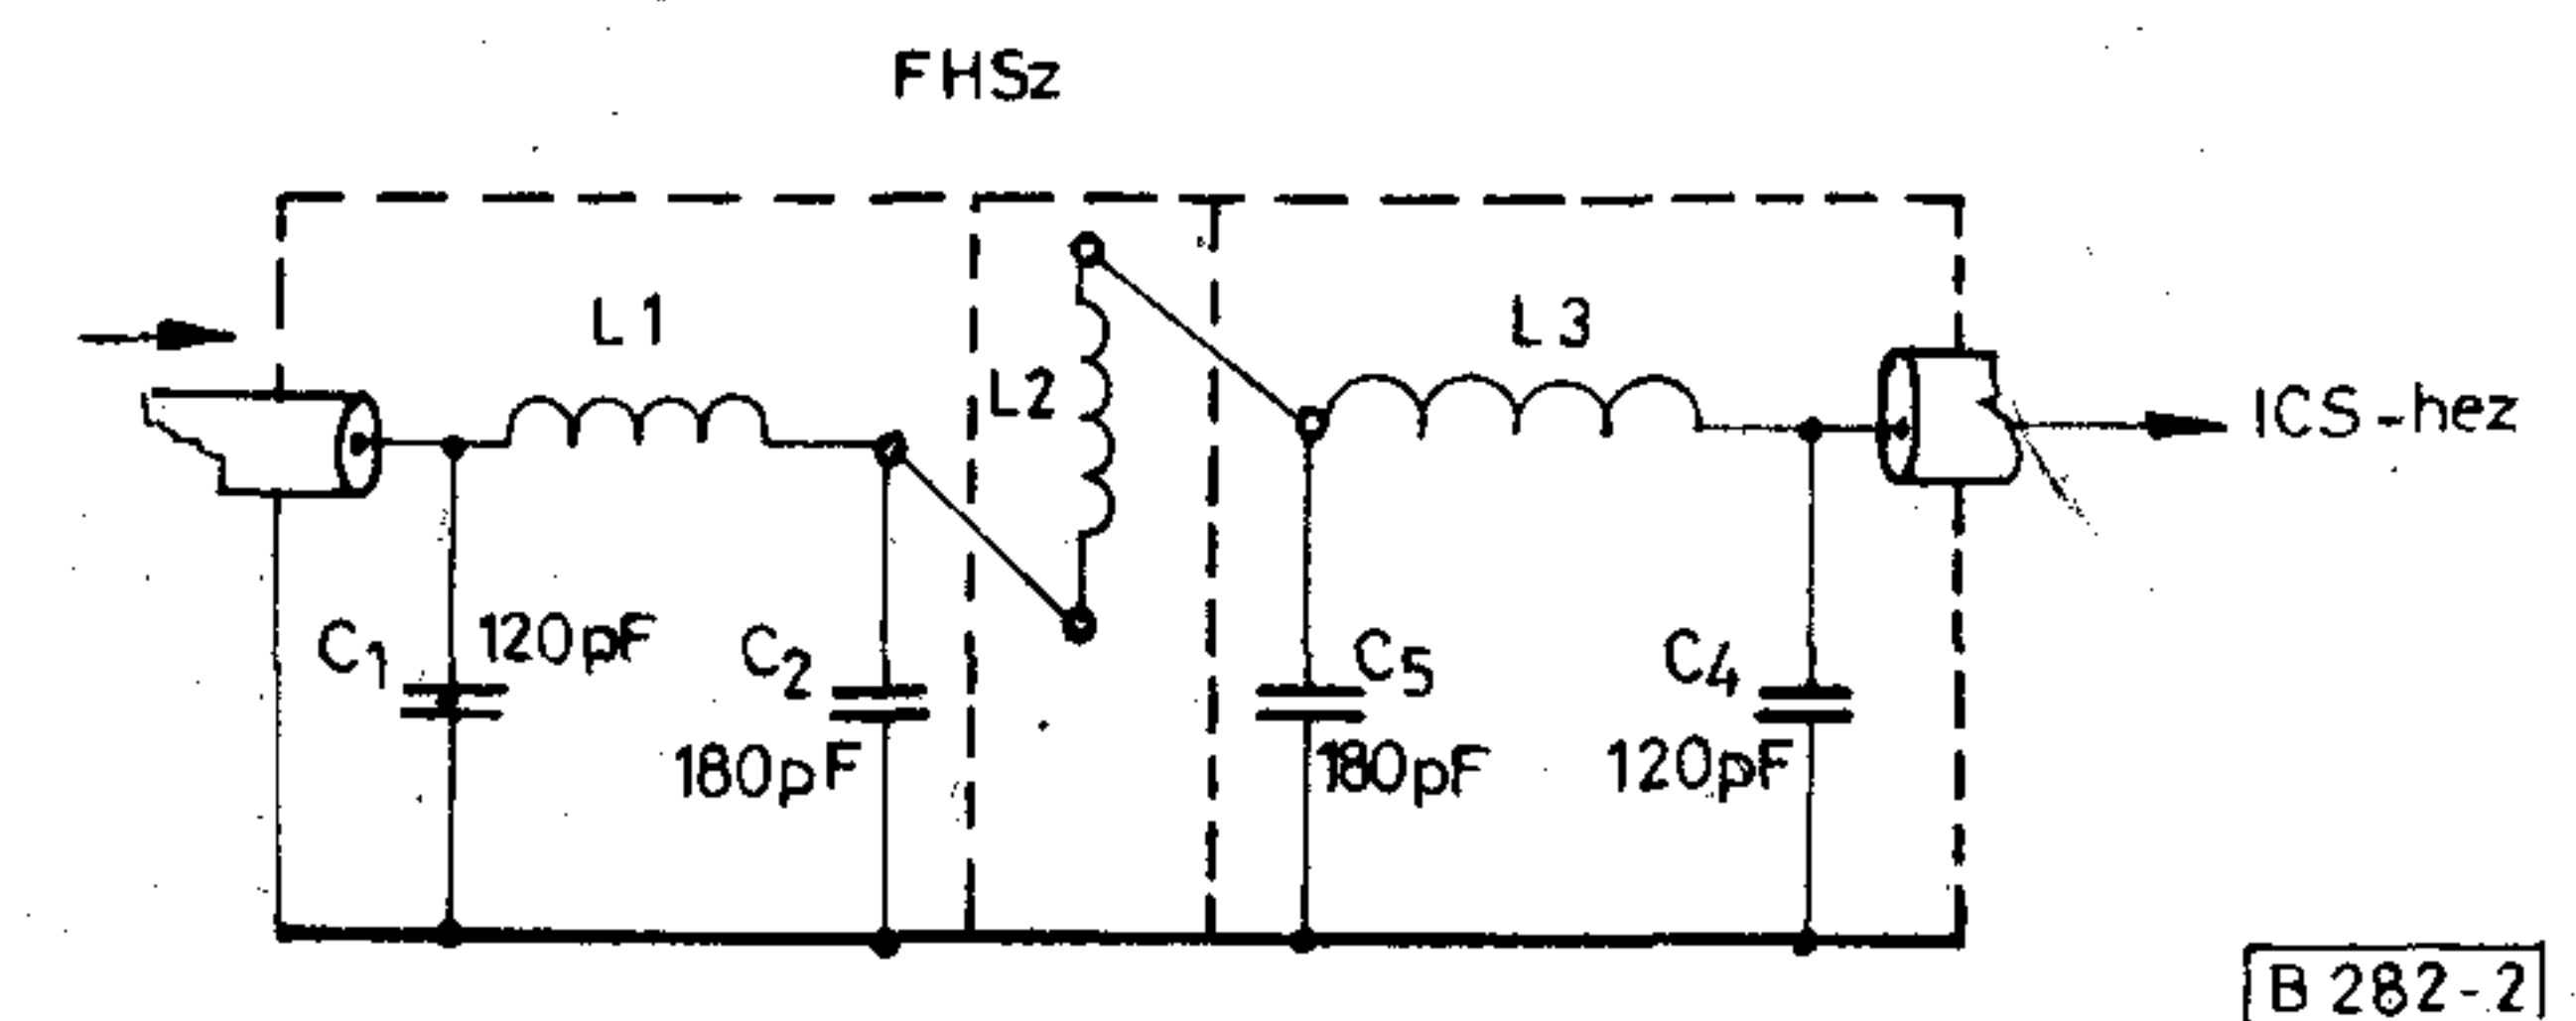 FHSz
L1
L2
L3
ICS-hez
C1
120pF
C2
180pF
C5
180pF
C4
120pF
B 282-2